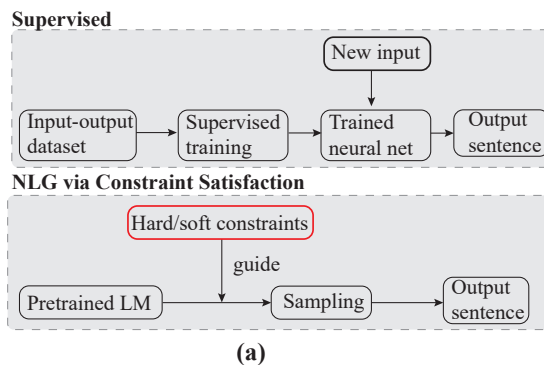 Supervised
New input
Input-output
dataset
Supervised
training
Trained
neural net
Output
sentence
NLG via Constraint Satisfaction
Hard/soft constraints
guide
Pretrained LM
Sampling
Output
sentence
(a)